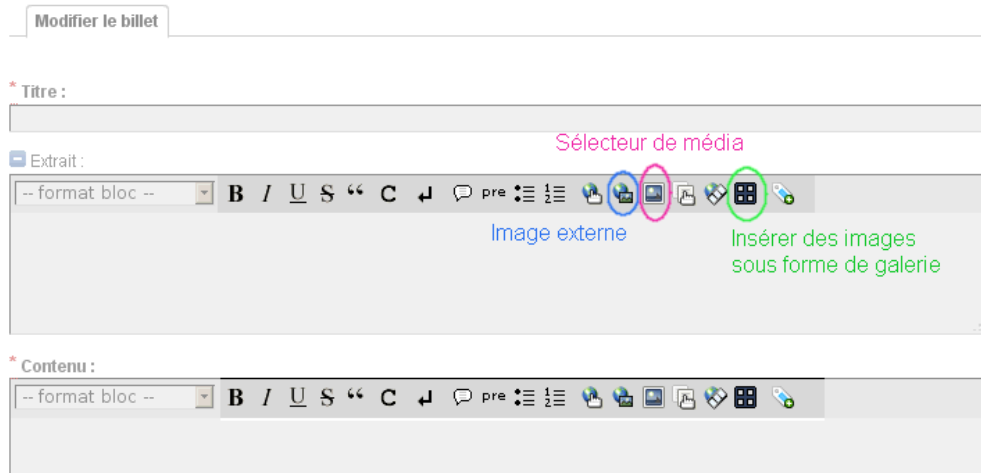 Modifier le billet
* Titre :
Sélecteur de média
Extrait :
-- format bloc -- B I U S “ C pre
Image externe
Insérer des images
sous forme de galerie
* Contenu :
-- format bloc -- B I U S “ C pre